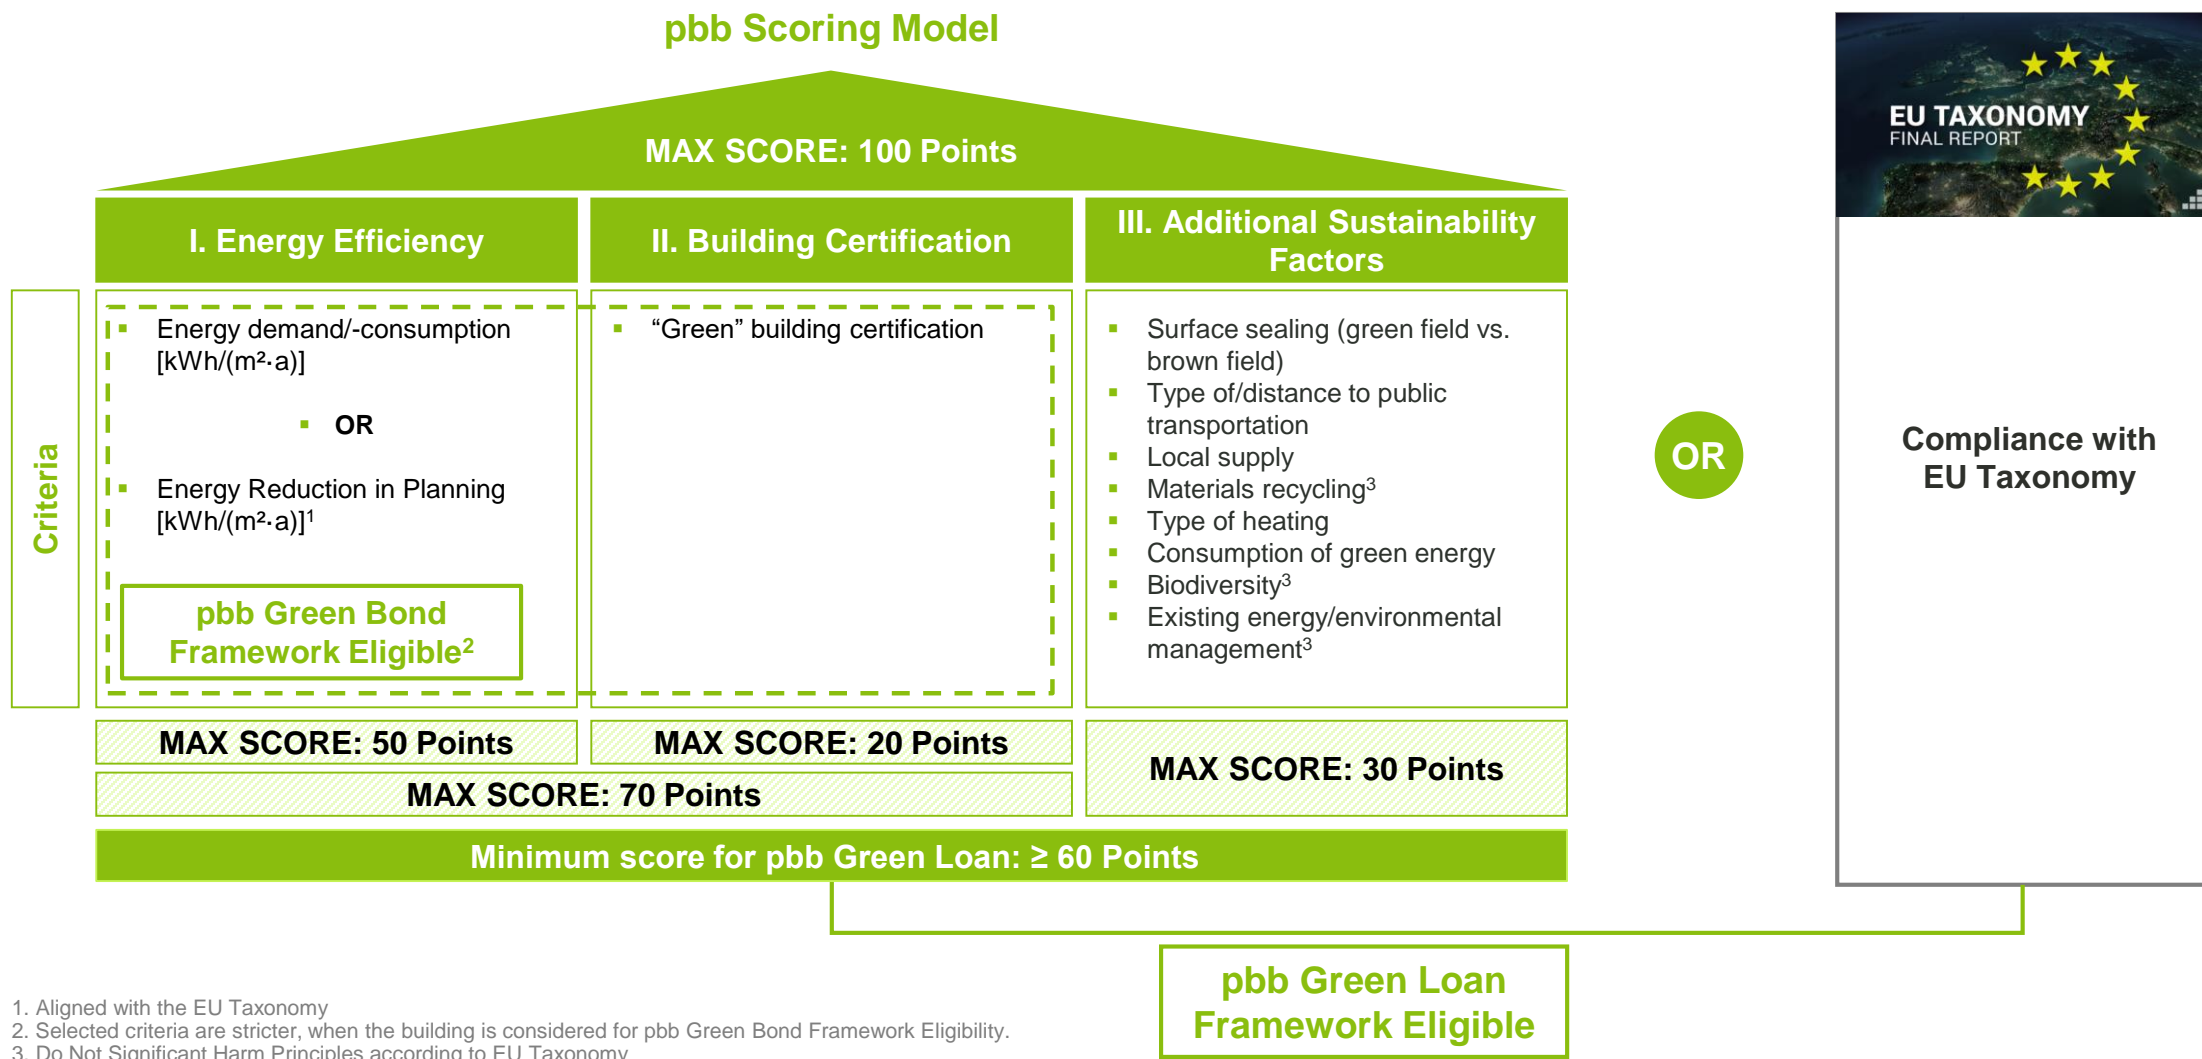 pbb Scoring Model
MAX SCORE: 100 Points
EU TAXONOMY
FINAL REPORT
I. Energy Efficiency
II. Building Certification
III. Additional Sustainability
Factors
Criteria
▪ Energy demand/-consumption
[kWh/(m²·a)]
▪ OR
▪ Energy Reduction in Planning
[kWh/(m²·a)]¹
pbb Green Bond
Framework Eligible²
▪ “Green” building certification
▪ Surface sealing (green field vs.
brown field)
▪ Type of/distance to public
transportation
▪ Local supply
▪ Materials recycling³
▪ Type of heating
▪ Consumption of green energy
▪ Biodiversity³
▪ Existing energy/environmental
management³
OR
Compliance with
EU Taxonomy
MAX SCORE: 50 Points
MAX SCORE: 20 Points
MAX SCORE: 70 Points
MAX SCORE: 30 Points
Minimum score for pbb Green Loan: ≥ 60 Points
pbb Green Loan
Framework Eligible
1. Aligned with the EU Taxonomy
2. Selected criteria are stricter, when the building is considered for pbb Green Bond Framework Eligibility.
3. Do Not Significant Harm Principles according to EU Taxonomy